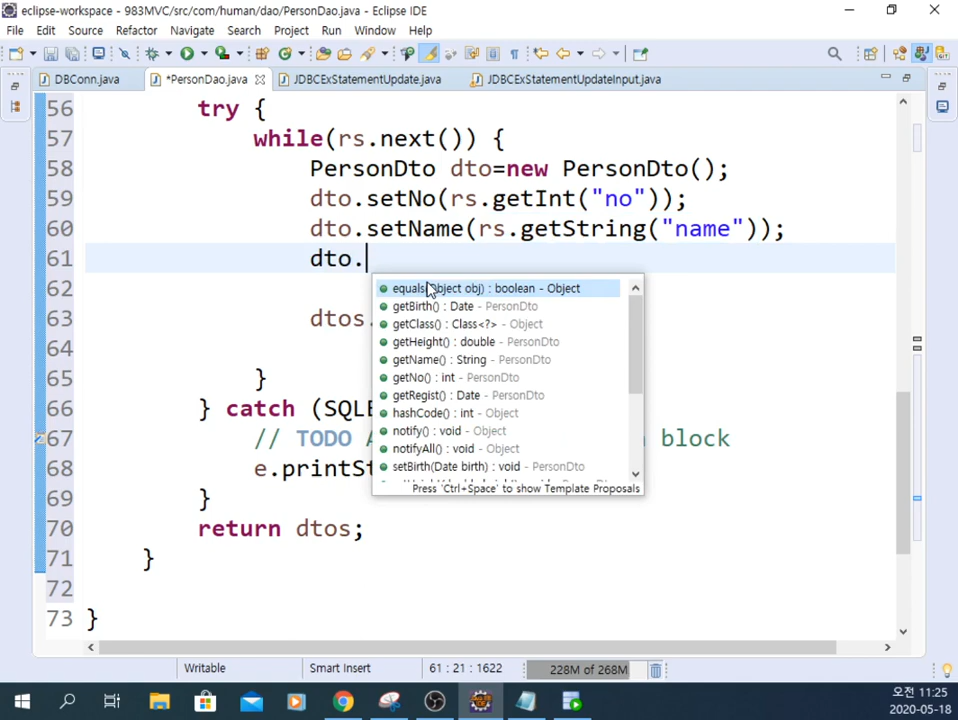 eclipse-workspace - 983MVC/src/com/human/dao/PersonDao.java - Eclipse IDE
File Edit Source Refactor Navigate Search Project Run Window Help
DBConn.java *PersonDao.java JDBCExStatementUpdate.java JDBCExStatementUpdateInput.java
56 try {
57 while(rs.next()) {
58 PersonDto dto=new PersonDto();
59 dto.setNo(rs.getInt("no"));
60 dto.setName(rs.getString("name"));
61 dto.
equals(Object obj) : boolean - Object
getBirth() : Date - PersonDto
getClass() : Class<?> - Object
getHeight() : double - PersonDto
getName() : String - PersonDto
getNo() : int - PersonDto
getRegist() : Date - PersonDto
hashCode() : int - Object
notify() : void - Object
notifyAll() : void - Object
setBirth(Date birth) : void - PersonDto
Press 'Ctrl+Space' to show Template Proposals
62
63 dtos.
64
65 }
66 } catch (SQLE
67 // TODO A block
68 e.printSt
69 }
70 return dtos;
71 }
72
73 }
Writable Smart Insert 61 : 21 : 1622 228M of 268M
오전 11:25
2020-05-18